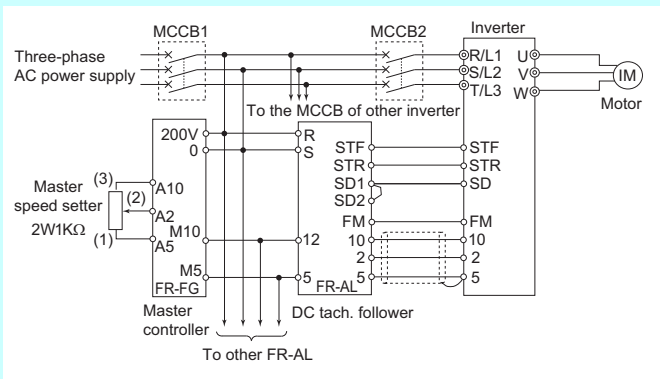 MCCB1
MCCB2
Inverter
Three-phase
AC power supply
R/L1
S/L2
T/L3
U
V
W
IM
Motor
To the MCCB of other inverter
200V
0
R
S
STF
STR
SD1
SD2
FM
10
2
5
STF
STR
SD
FM
10
2
5
Master
speed setter
2W1KΩ
(3)
(2)
(1)
A10
A2
A5
M10
M5
12
5
FR-FG
FR-AL
Master
controller
DC tach. follower
To other FR-AL